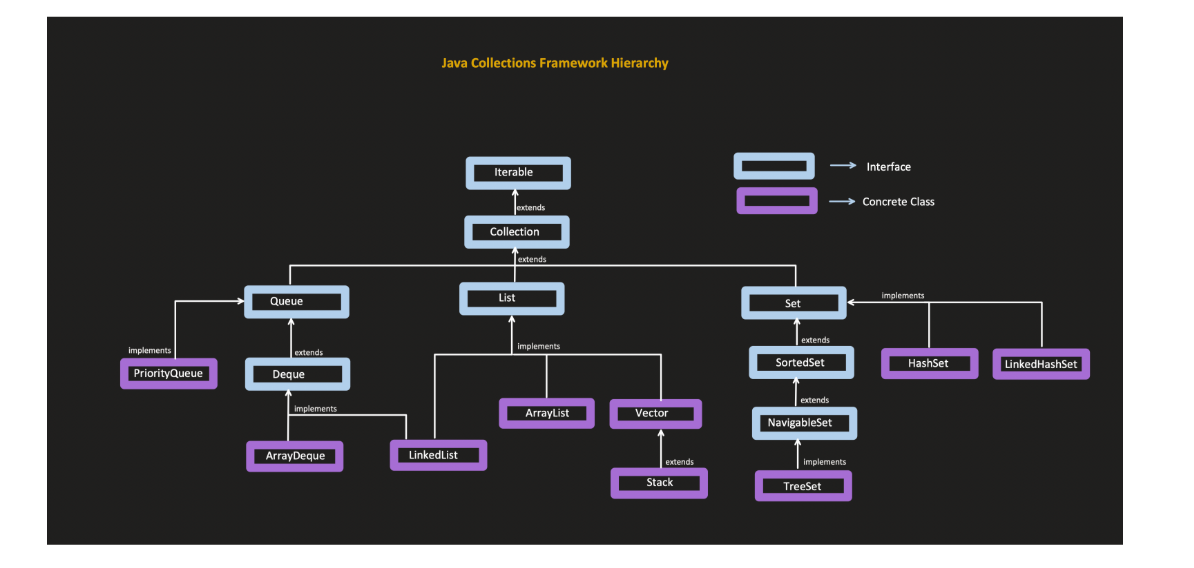 Java Collections Framework Hierarchy
Iterable
Interface
extends
Concrete Class
Collection
extends
Queue
List
Set
implements
implements
extends
implements
extends
PriorityQueue
Deque
SortedSet
HashSet
LinkedHashSet
implements
ArrayList
Vector
extends
NavigableSet
ArrayDeque
LinkedList
extends
implements
Stack
TreeSet